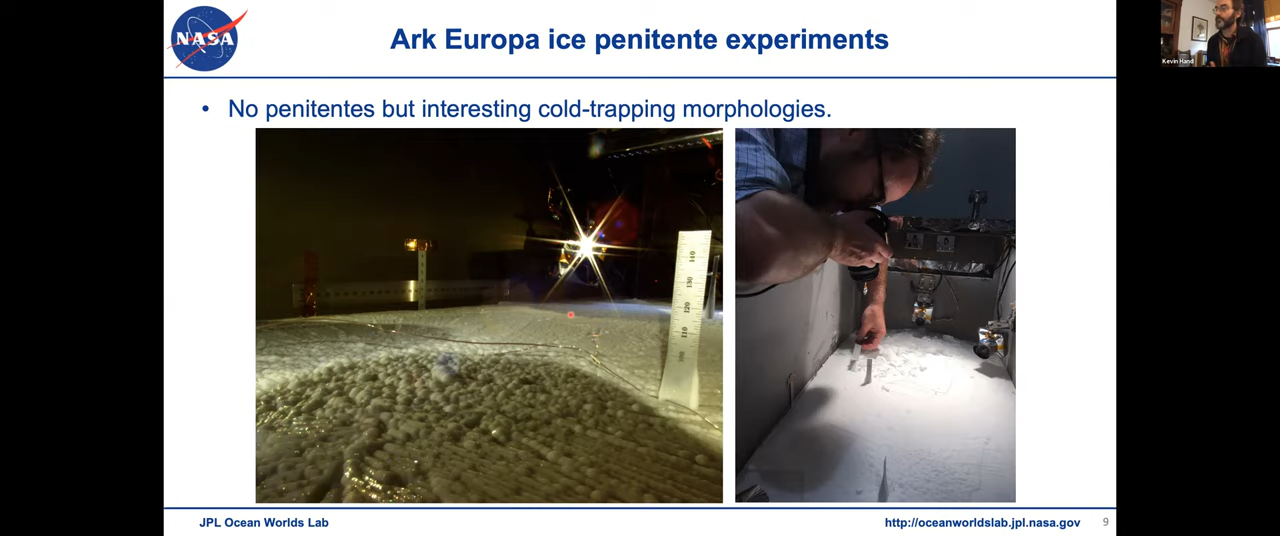 NASA
Ark Europa ice penitente experiments
• No penitentes but interesting cold-trapping morphologies.
140
130
120
110
100
JPL Ocean Worlds Lab
http://oceanworldslab.jpl.nasa.gov
9
Kevin Hand